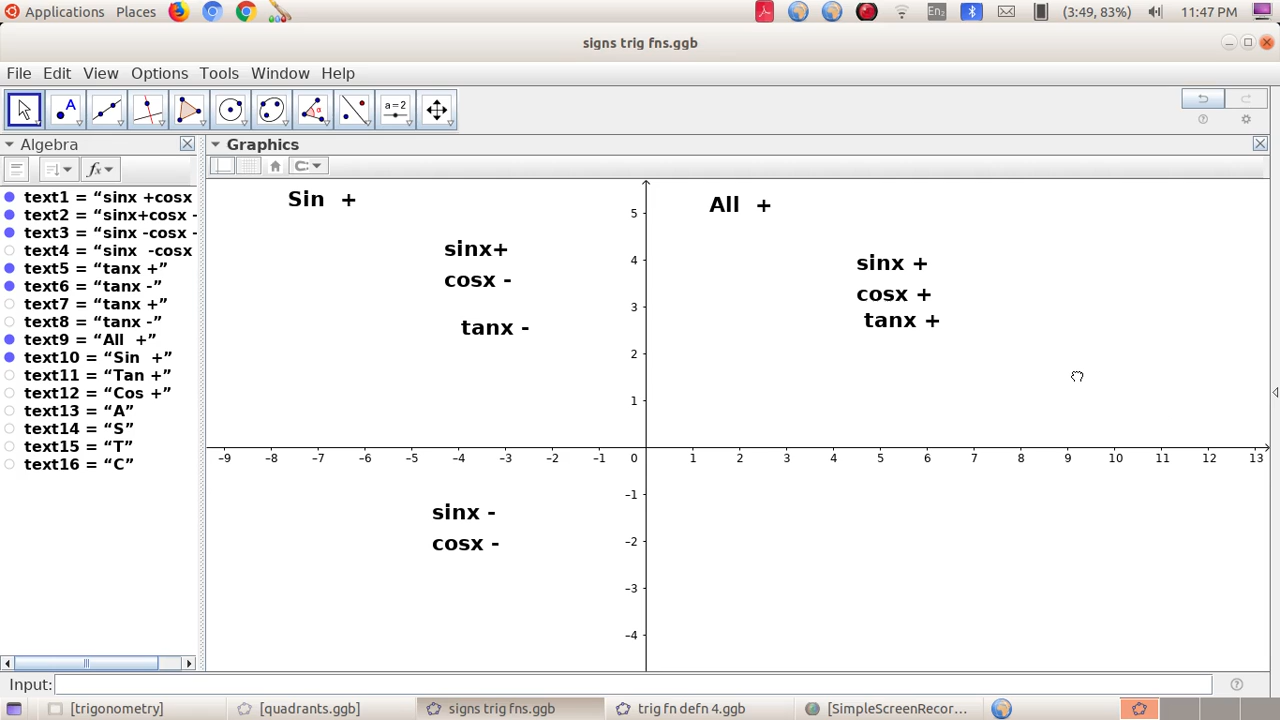 Applications Places En₂ (3:49, 83%) 11:47 PM
signs trig fns.ggb
File Edit View Options Tools Window Help
A α a=2
Algebra
Graphics
fx
text1 = “sinx +cosx
text2 = “sinx+cosx -
text3 = “sinx -cosx -
text4 = “sinx  -cosx
text5 = “tanx +”
text6 = “tanx -”
text7 = “tanx +”
text8 = “tanx -”
text9 = “All  +”
text10 = “Sin  +”
text11 = “Tan +”
text12 = “Cos +”
text13 = “A”
text14 = “S”
text15 = “T”
text16 = “C”
Sin  +
sinx+
cosx -
tanx -
All  +
sinx +
cosx +
tanx +
sinx -
cosx -
5
4
3
2
1
–9 –8 –7 –6 –5 –4 –3 –2 –1 0 1 2 3 4 5 6 7 8 9 10 11 12 13
–1
–2
–3
–4
Input:
[trigonometry] [quadrants.ggb] signs trig fns.ggb trig fn defn 4.ggb [SimpleScreenRecor...